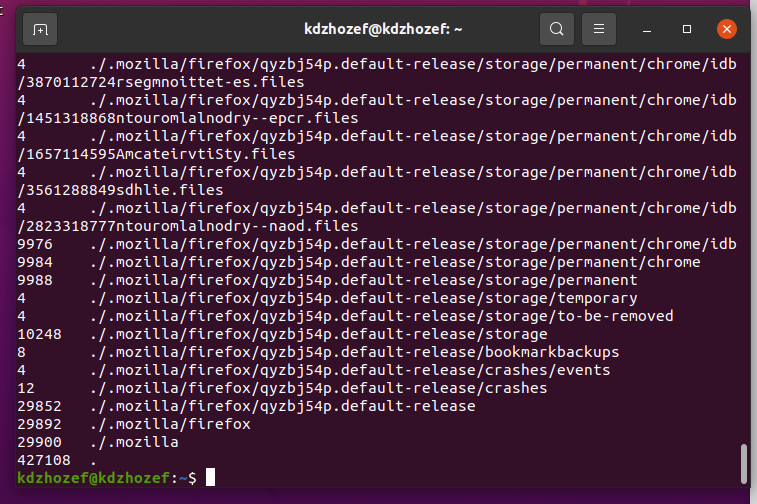 kdzhozef@kdzhozef: ~
4 ./.mozilla/firefox/qyzbj54p.default-release/storage/permanent/chrome/idb
/3870112724rsegmnoittet-es.files
4 ./.mozilla/firefox/qyzbj54p.default-release/storage/permanent/chrome/idb
/1451318868ntouromlalnodry--epcr.files
4 ./.mozilla/firefox/qyzbj54p.default-release/storage/permanent/chrome/idb
/1657114595AmcateirvtiSty.files
4 ./.mozilla/firefox/qyzbj54p.default-release/storage/permanent/chrome/idb
/3561288849sdhlie.files
4 ./.mozilla/firefox/qyzbj54p.default-release/storage/permanent/chrome/idb
/2823318777ntouromlalnodry--naod.files
9976 ./.mozilla/firefox/qyzbj54p.default-release/storage/permanent/chrome/idb
9984 ./.mozilla/firefox/qyzbj54p.default-release/storage/permanent/chrome
9988 ./.mozilla/firefox/qyzbj54p.default-release/storage/permanent
4 ./.mozilla/firefox/qyzbj54p.default-release/storage/temporary
4 ./.mozilla/firefox/qyzbj54p.default-release/storage/to-be-removed
10248 ./.mozilla/firefox/qyzbj54p.default-release/storage
8 ./.mozilla/firefox/qyzbj54p.default-release/bookmarkbackups
4 ./.mozilla/firefox/qyzbj54p.default-release/crashes/events
12 ./.mozilla/firefox/qyzbj54p.default-release/crashes
29852 ./.mozilla/firefox/qyzbj54p.default-release
29892 ./.mozilla/firefox
29900 ./.mozilla
427108 .
kdzhozef@kdzhozef:~$